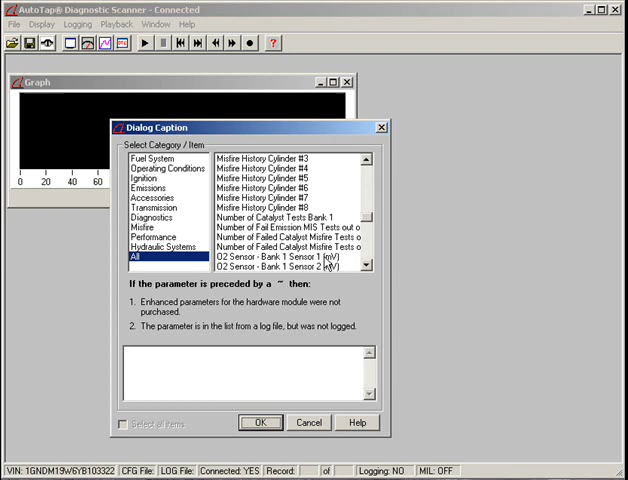 AutoTap® Diagnostic Scanner - Connected
File Display Logging Playback Window Help
Graph
0 20 40 60
Dialog Caption
Select Category / Item
Fuel System
Operating Conditions
Ignition
Emissions
Accessories
Transmission
Diagnostics
Misfire
Performance
Hydraulic Systems
All
Misfire History Cylinder #3
Misfire History Cylinder #4
Misfire History Cylinder #5
Misfire History Cylinder #6
Misfire History Cylinder #7
Misfire History Cylinder #8
Number of Catalyst Tests Bank 1
Number of Fail Emission MIS Tests out o
Number of Failed Catalyst Misfire Tests o
Number of Failed Catalyst Misfire Tests o
O2 Sensor - Bank 1 Sensor 1 (mV)
O2 Sensor - Bank 1 Sensor 2 (mV)
If the parameter is preceded by a ~ then:
1. Enhanced parameters for the hardware module were not
purchased.
2. The parameter is in the list from a log file, but was not logged.
Select all items
OK Cancel Help
VIN: 1GNDM19W6YB103322 CFG File: LOG File: Connected: YES Record: of Logging: NO MIL: OFF